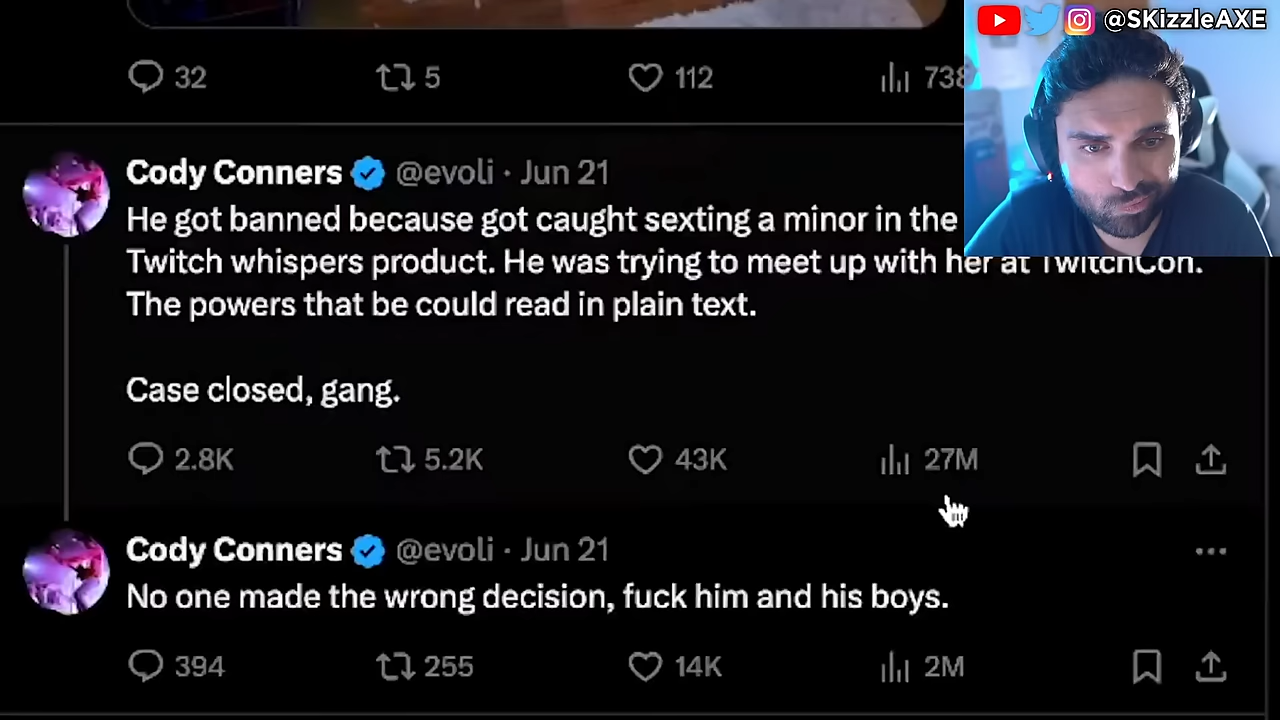 @SKizzleAXE
32 5 112 738
Cody Conners @evoli · Jun 21
He got banned because got caught sexting a minor in the
Twitch whispers product. He was trying to meet up with her at TwitchCon.
The powers that be could read in plain text.
Case closed, gang.
2.8K 5.2K 43K 27M
Cody Conners @evoli · Jun 21
No one made the wrong decision, fuck him and his boys.
394 255 14K 2M